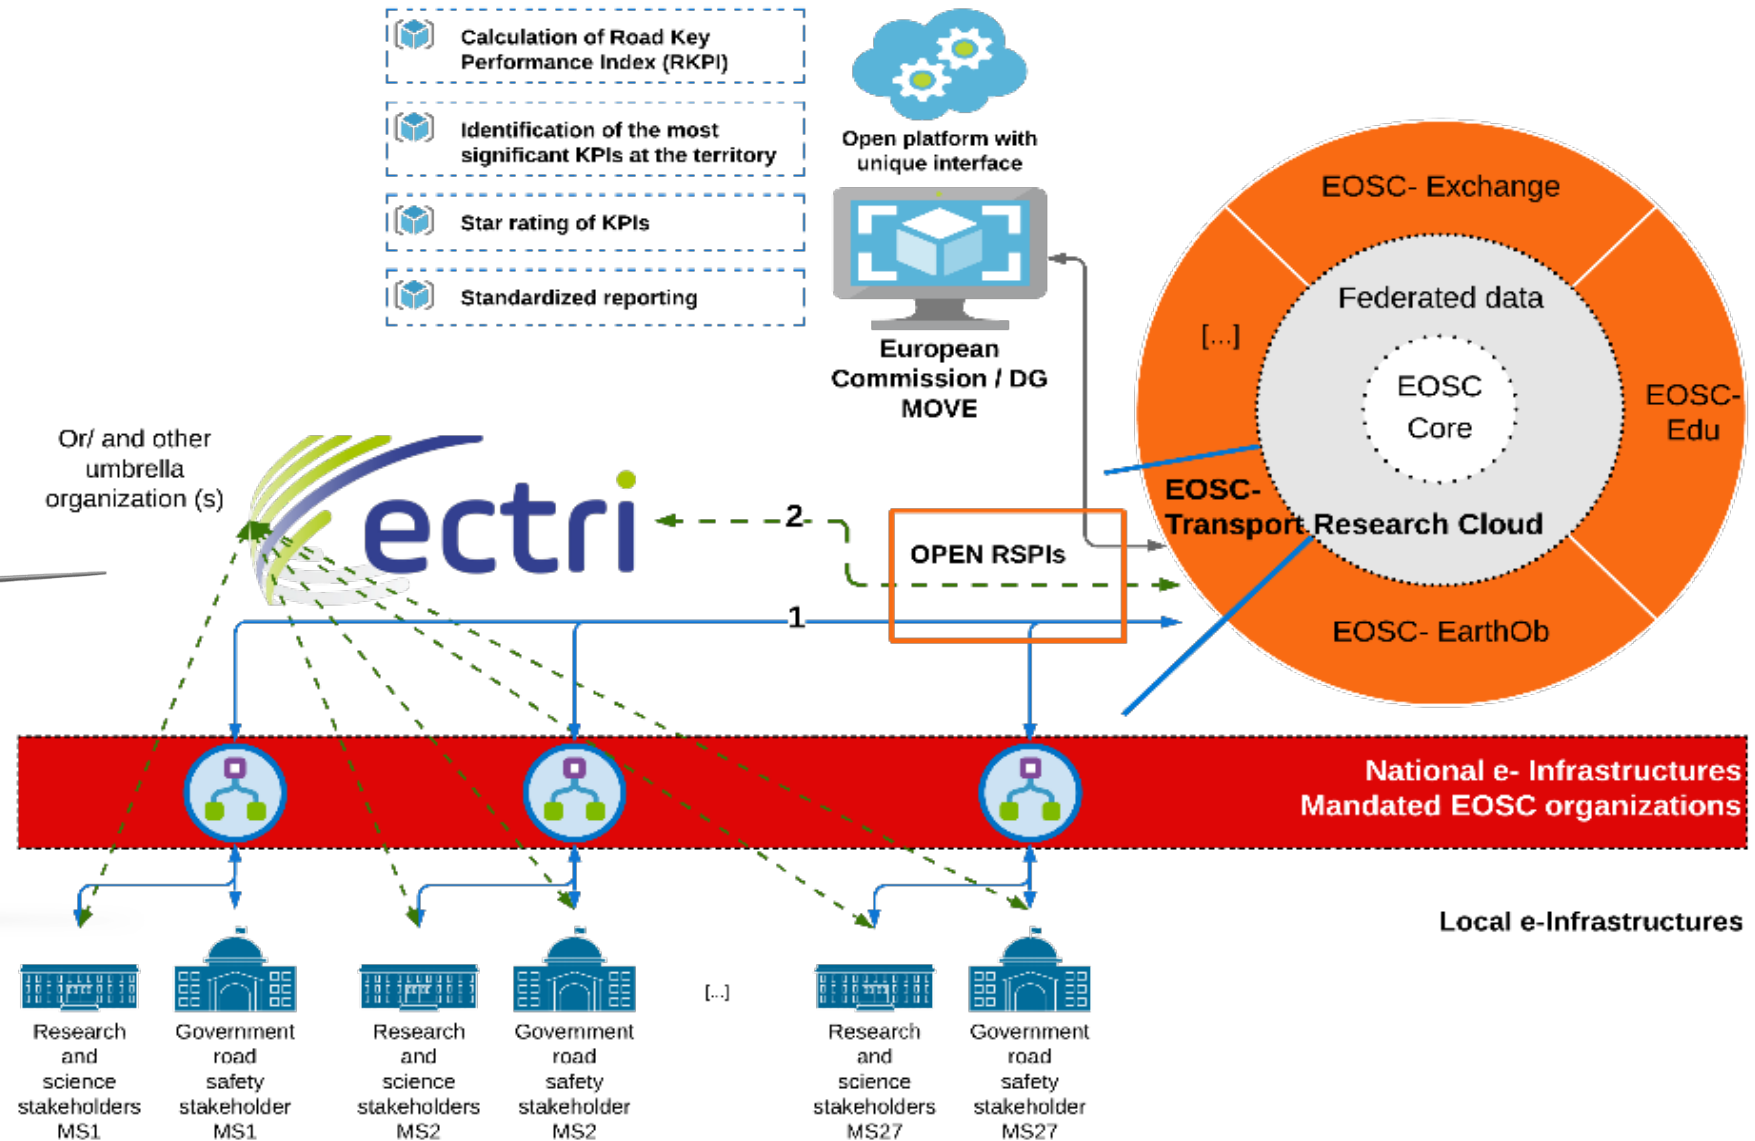 Calculation of Road Key
Performance Index (RKPI)
Identification of the most
significant KPIs at the territory
Star rating of KPIs
Standardized reporting
Open platform with
unique interface
European
Commission / DG
MOVE
EOSC- Exchange
Federated data
[...]
EOSC
Core
EOSC-
Edu
EOSC-
Transport Research Cloud
EOSC- EarthOb
Or/ and other
umbrella
organization (s)
ectri
2
OPEN RSPIs
1
National e- Infrastructures
Mandated EOSC organizations
Local e-Infrastructures
Research
and
science
stakeholders
MS1
Government
road
safety
stakeholder
MS1
Research
and
science
stakeholders
MS2
Government
road
safety
stakeholder
MS2
[...]
Research
and
science
stakeholders
MS27
Government
road
safety
stakeholder
MS27